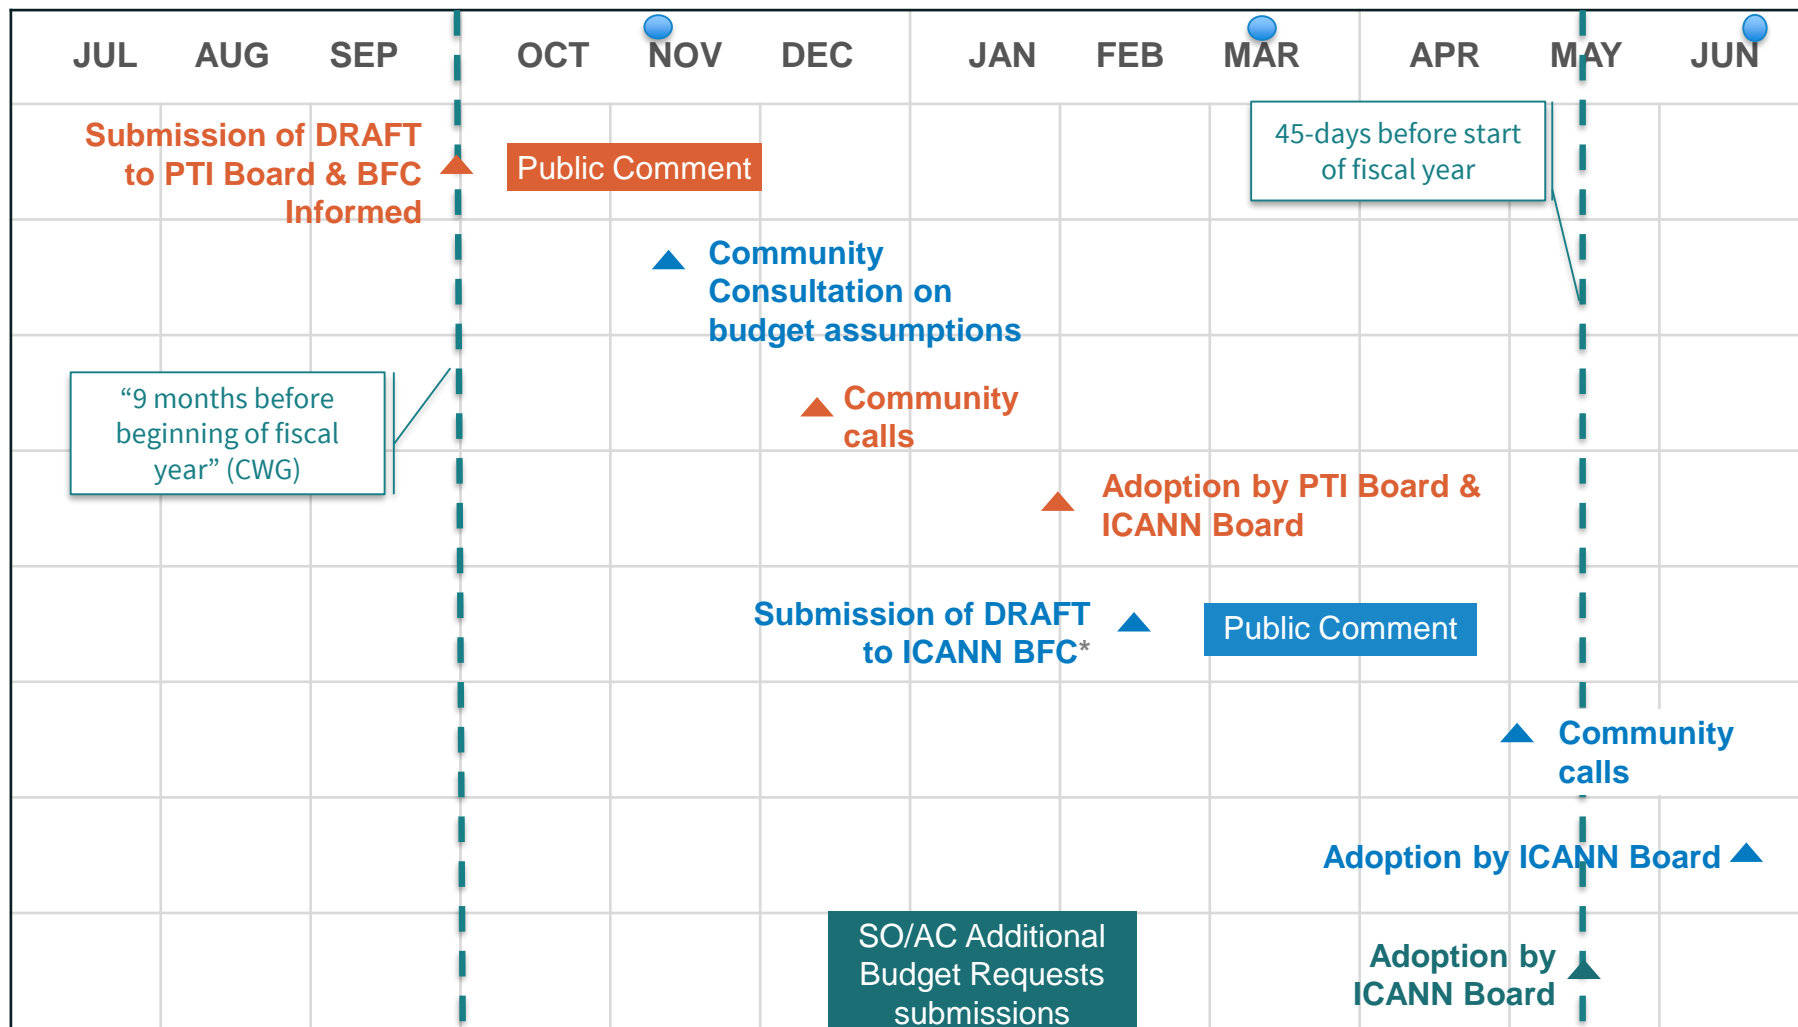 JUL AUG SEP OCT NOV DEC JAN FEB MAR APR MAY JUN
Submission of DRAFT
to PTI Board & BFC
Informed
Public Comment
45-days before start
of fiscal year
Community
Consultation on
budget assumptions
“9 months before
beginning of fiscal
year” (CWG)
Community
calls
Adoption by PTI Board &
ICANN Board
Submission of DRAFT
to ICANN BFC*
Public Comment
Community
calls
Adoption by ICANN Board
SO/AC Additional
Budget Requests
submissions
Adoption by
ICANN Board